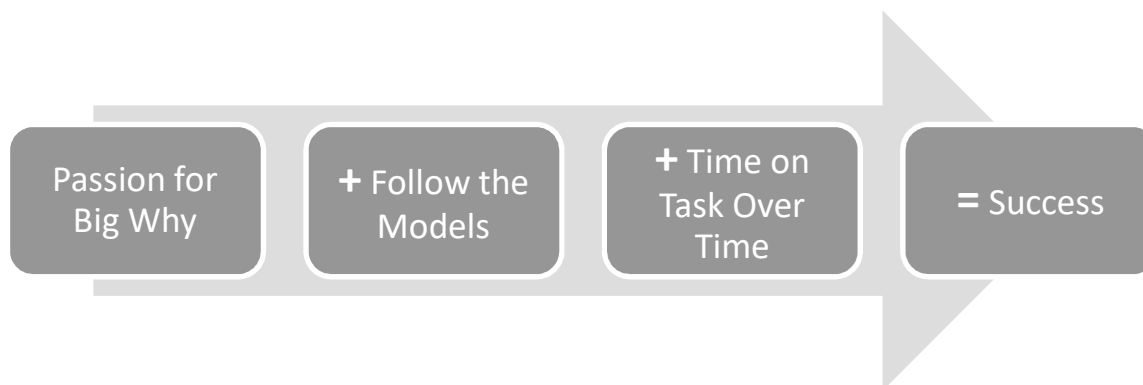 Passion for
Big Why
+ Follow the
Models
+ Time on
Task Over
Time
= Success